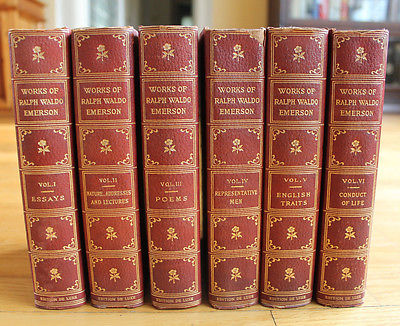 WORKS OF
RALPH WALDO
EMERSON
VOL. I
ESSAYS
EDITION DE LUXE
WORKS OF
RALPH WALDO
EMERSON
VOL. II
NATURE, ADDRESSES
AND LECTURES
EDITION DE LUXE
WORKS OF
RALPH WALDO
EMERSON
VOL. III
POEMS
EDITION DE LUXE
WORKS OF
RALPH WALDO
EMERSON
VOL. IV
REPRESENTATIVE
MEN
EDITION DE LUXE
WORKS OF
RALPH WALDO
EMERSON
VOL. V
ENGLISH
TRAITS
EDITION DE LUXE
WORKS OF
RALPH WALDO
EMERSON
VOL. VI
CONDUCT
OF LIFE
EDITION DE LUXE